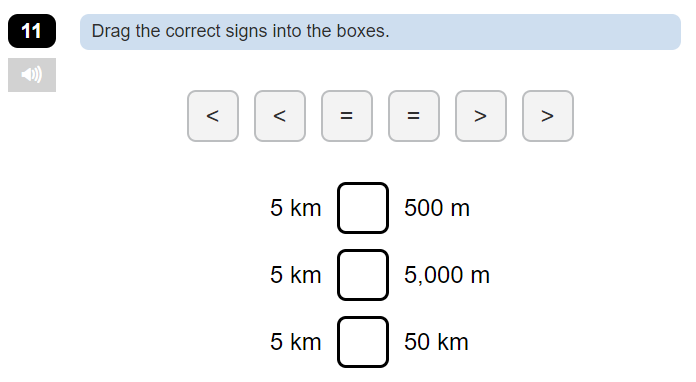 11
Drag the correct signs into the boxes.
< < = = > >
5 km 500 m
5 km 5,000 m
5 km 50 km